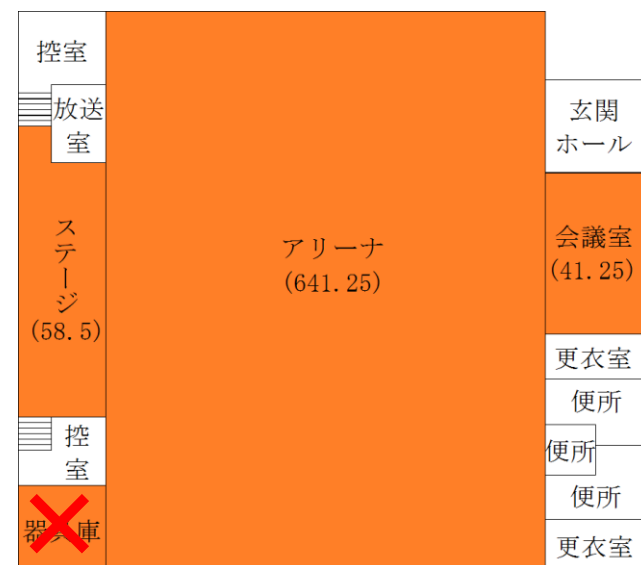 控室
放送
室
ステージ
(58.5)
控
室
器 庫
アリーナ
(641.25)
玄関
ホール
会議室
(41.25)
更衣室
便所
便所
便所
更衣室